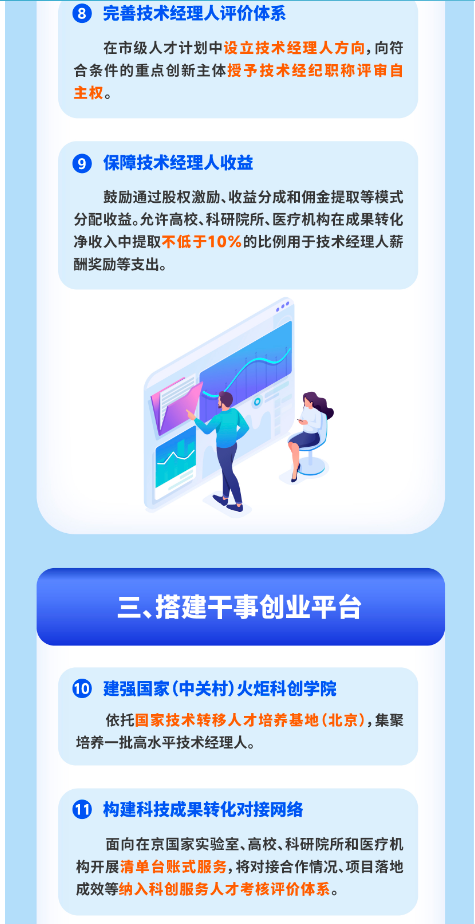 8 完善技术经理人评价体系
在市级人才计划中设立技术经理人方向,向符
合条件的重点创新主体授予技术经纪职称评审自
主权。
9 保障技术经理人收益
鼓励通过股权激励、收益分成和佣金提取等模式
分配收益。允许高校、科研院所、医疗机构在成果转化
净收入中提取不低于10%的比例用于技术经理人薪
酬奖励等支出。
三、搭建干事创业平台
10 建强国家(中关村)火炬科创学院
依托国家技术转移人才培养基地(北京),集聚
培养一批高水平技术经理人。
11 构建科技成果转化对接网络
面向在京国家实验室、高校、科研院所和医疗机
构开展清单台账式服务,将对接合作情况、项目落地
成效等纳入科创服务人才考核评价体系。